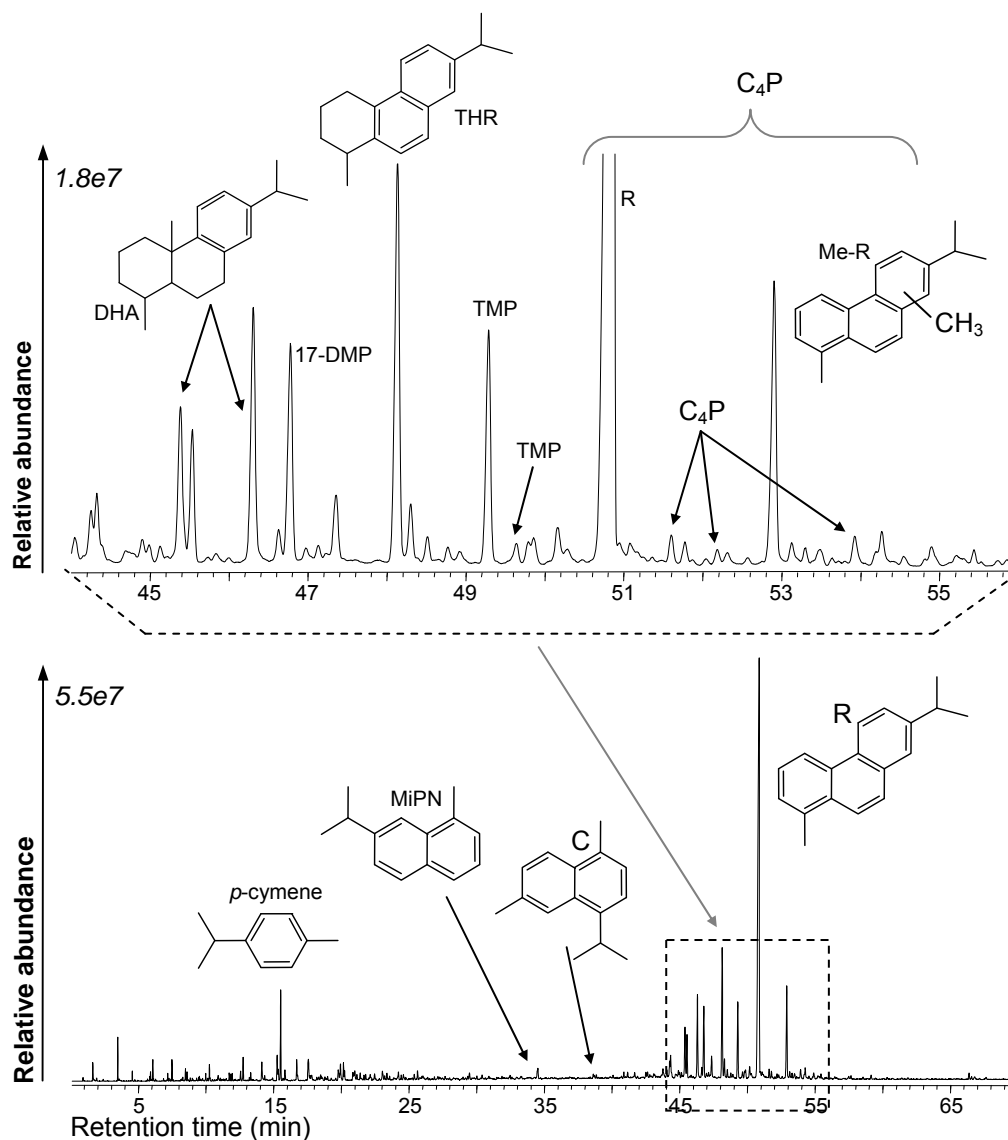 C₄P
THR
1.8e7
R
Me-R
DHA
TMP
CH₃
17-DMP
C₄P
TMP
Relative abundance
45 47 49 51 53 55
5.5e7
R
MiPN
C
p-cymene
Relative abundance
5 15 25 35 45 55 65
Retention time (min)